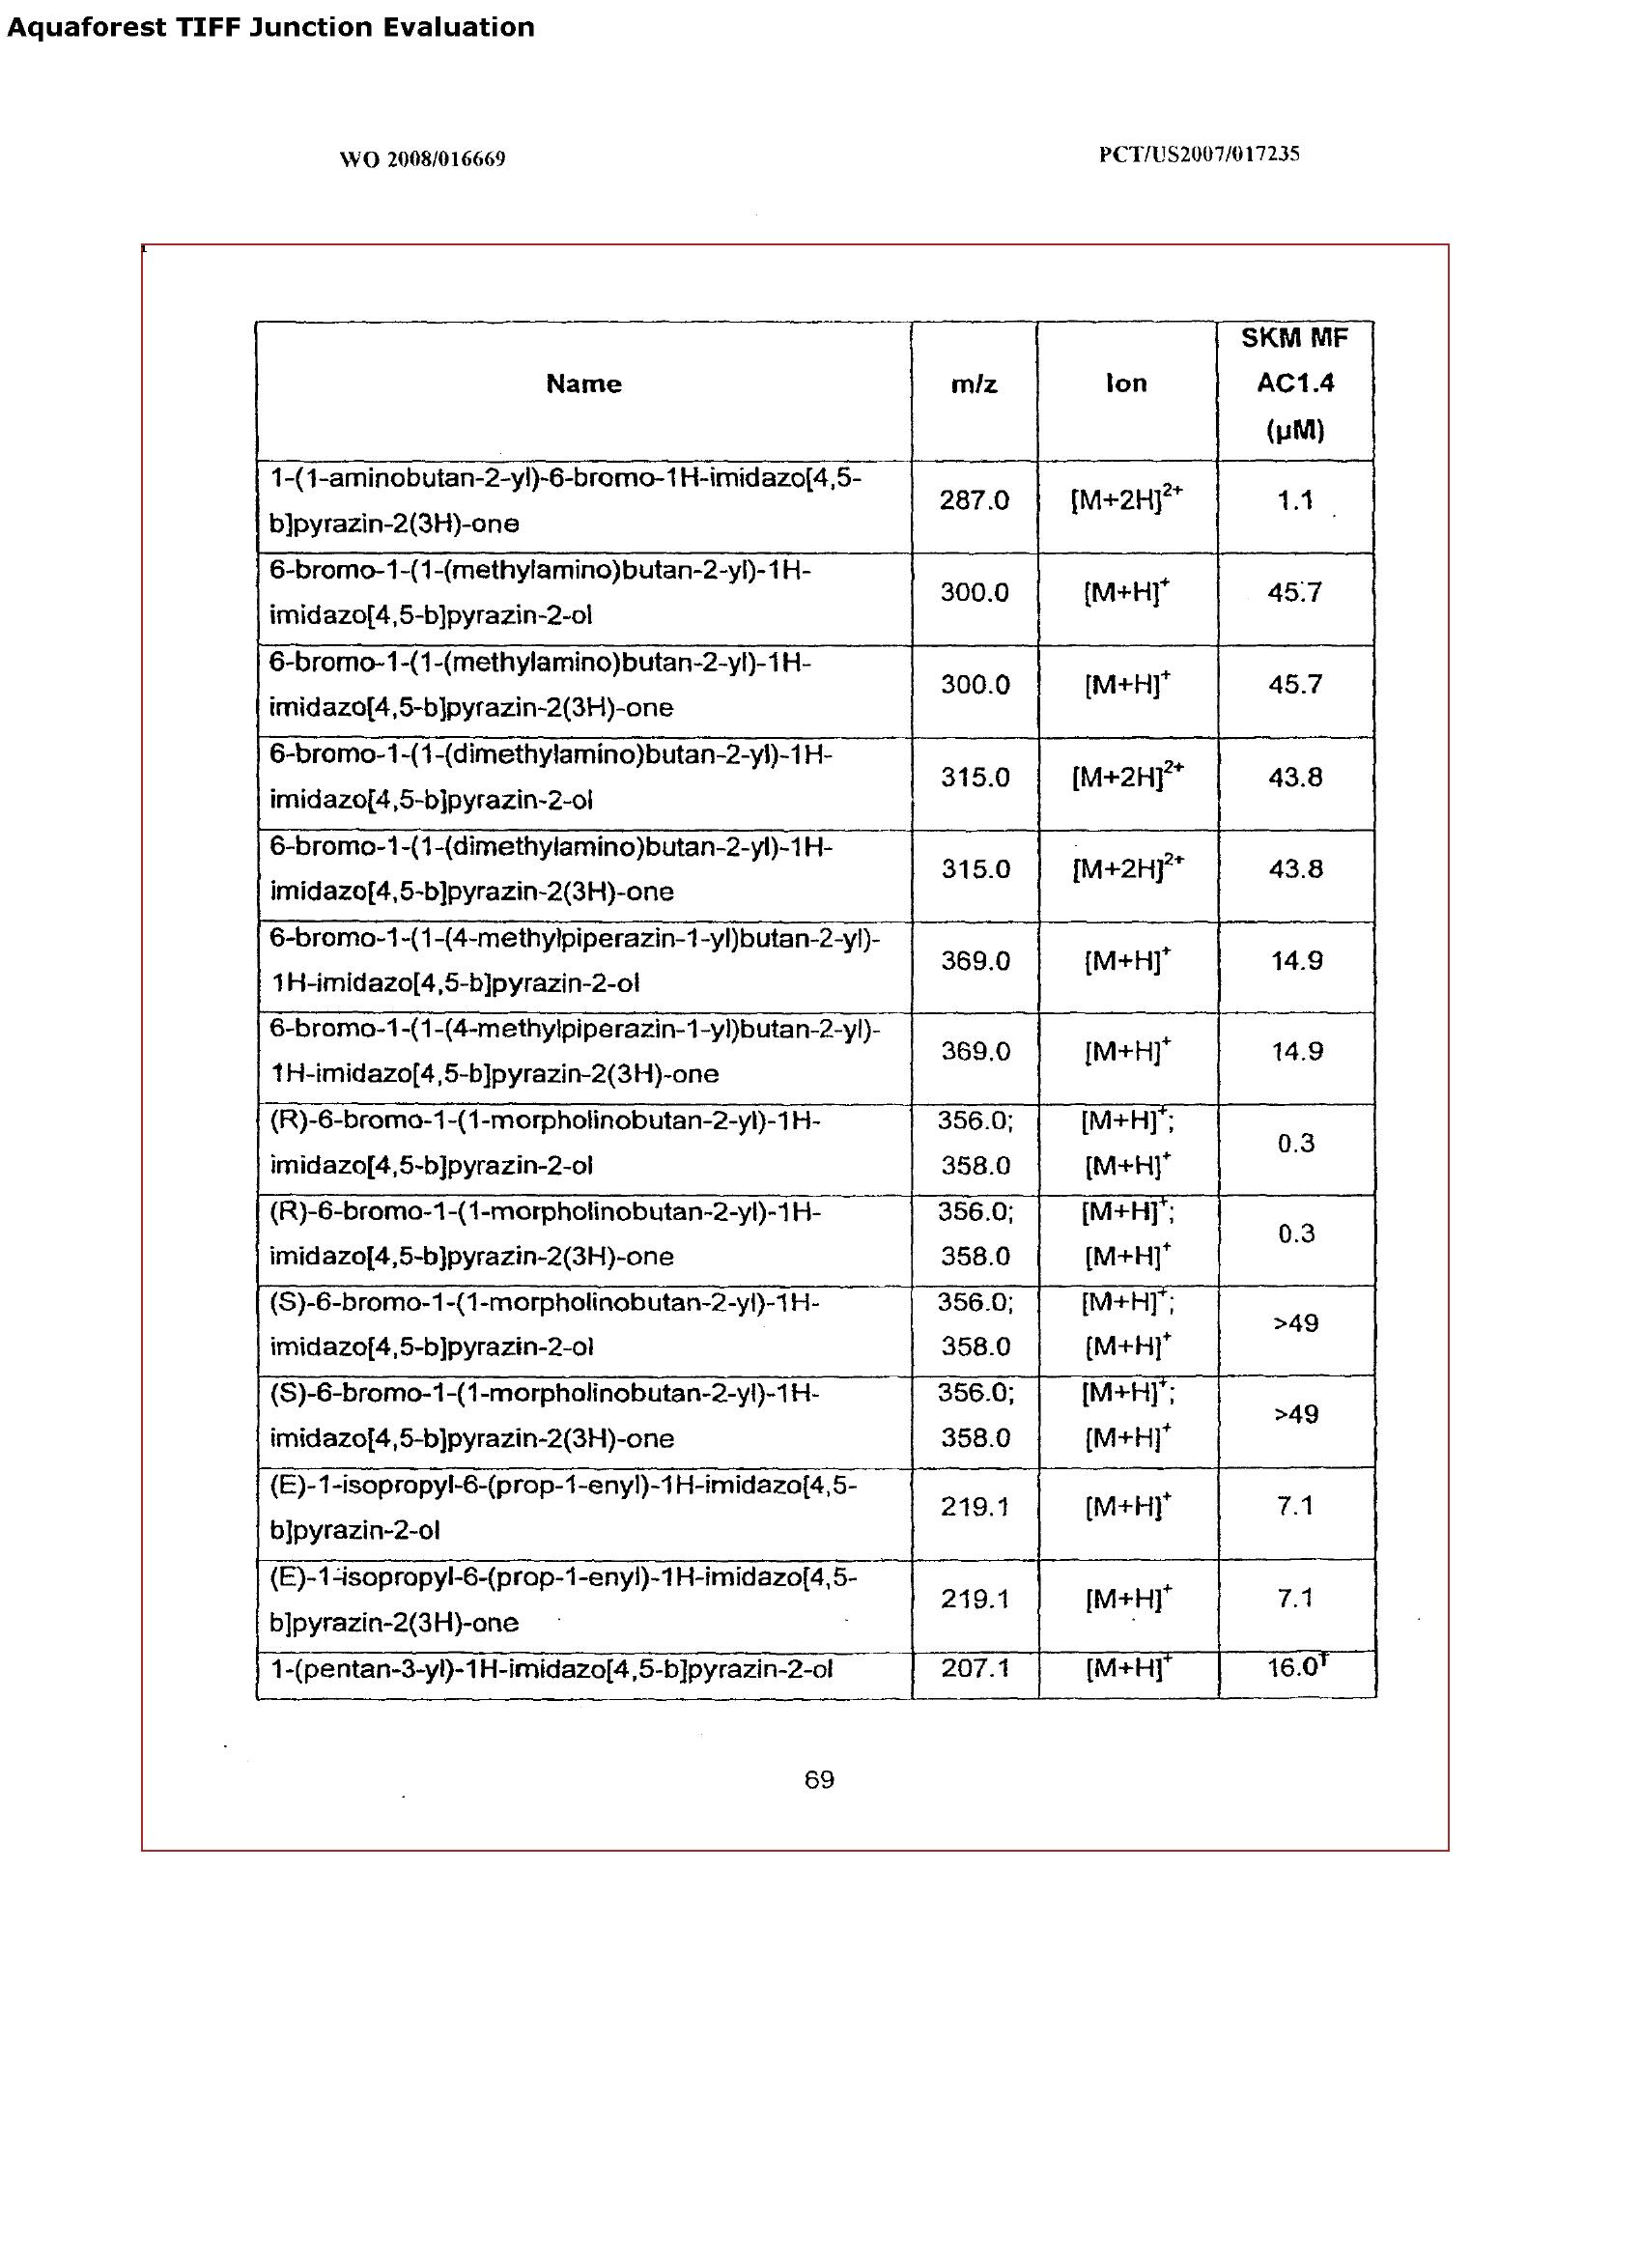 Aquaforest TIFF Junction Evaluation
WO 2008/016669
PCT/US2007/017235
Name
m/z
Ion
SKM MF
AC1.4
(µM)
1-(1-aminobutan-2-yl)-6-bromo-1H-imidazo[4,5-
b]pyrazin-2(3H)-one
287.0
[M+2H]²⁺
1.1
6-bromo-1-(1-(methylamino)butan-2-yl)-1H-
imidazo[4,5-b]pyrazin-2-ol
300.0
[M+H]⁺
45.7
6-bromo-1-(1-(methylamino)butan-2-yl)-1H-
imidazo[4,5-b]pyrazin-2(3H)-one
300.0
[M+H]⁺
45.7
6-bromo-1-(1-(dimethylamino)butan-2-yl)-1H-
imidazo[4,5-b]pyrazin-2-ol
315.0
[M+2H]²⁺
43.8
6-bromo-1-(1-(dimethylamino)butan-2-yl)-1H-
imidazo[4,5-b]pyrazin-2(3H)-one
315.0
[M+2H]²⁺
43.8
6-bromo-1-(1-(4-methylpiperazin-1-yl)butan-2-yl)-
1H-imidazo[4,5-b]pyrazin-2-ol
369.0
[M+H]⁺
14.9
6-bromo-1-(1-(4-methylpiperazin-1-yl)butan-2-yl)-
1H-imidazo[4,5-b]pyrazin-2(3H)-one
369.0
[M+H]⁺
14.9
(R)-6-bromo-1-(1-morpholinobutan-2-yl)-1H-
imidazo[4,5-b]pyrazin-2-ol
356.0;
358.0
[M+H]⁺;
[M+H]⁺
0.3
(R)-6-bromo-1-(1-morpholinobutan-2-yl)-1H-
imidazo[4,5-b]pyrazin-2(3H)-one
356.0;
358.0
[M+H]⁺;
[M+H]⁺
0.3
(S)-6-bromo-1-(1-morpholinobutan-2-yl)-1H-
imidazo[4,5-b]pyrazin-2-ol
356.0;
358.0
[M+H]⁺;
[M+H]⁺
>49
(S)-6-bromo-1-(1-morpholinobutan-2-yl)-1H-
imidazo[4,5-b]pyrazin-2(3H)-one
356.0;
358.0
[M+H]⁺;
[M+H]⁺
>49
(E)-1-isopropyl-6-(prop-1-enyl)-1H-imidazo[4,5-
b]pyrazin-2-ol
219.1
[M+H]⁺
7.1
(E)-1-isopropyl-6-(prop-1-enyl)-1H-imidazo[4,5-
b]pyrazin-2(3H)-one
219.1
[M+H]⁺
7.1
1-(pentan-3-yl)-1H-imidazo[4,5-b]pyrazin-2-ol
207.1
[M+H]⁺
16.0†
69